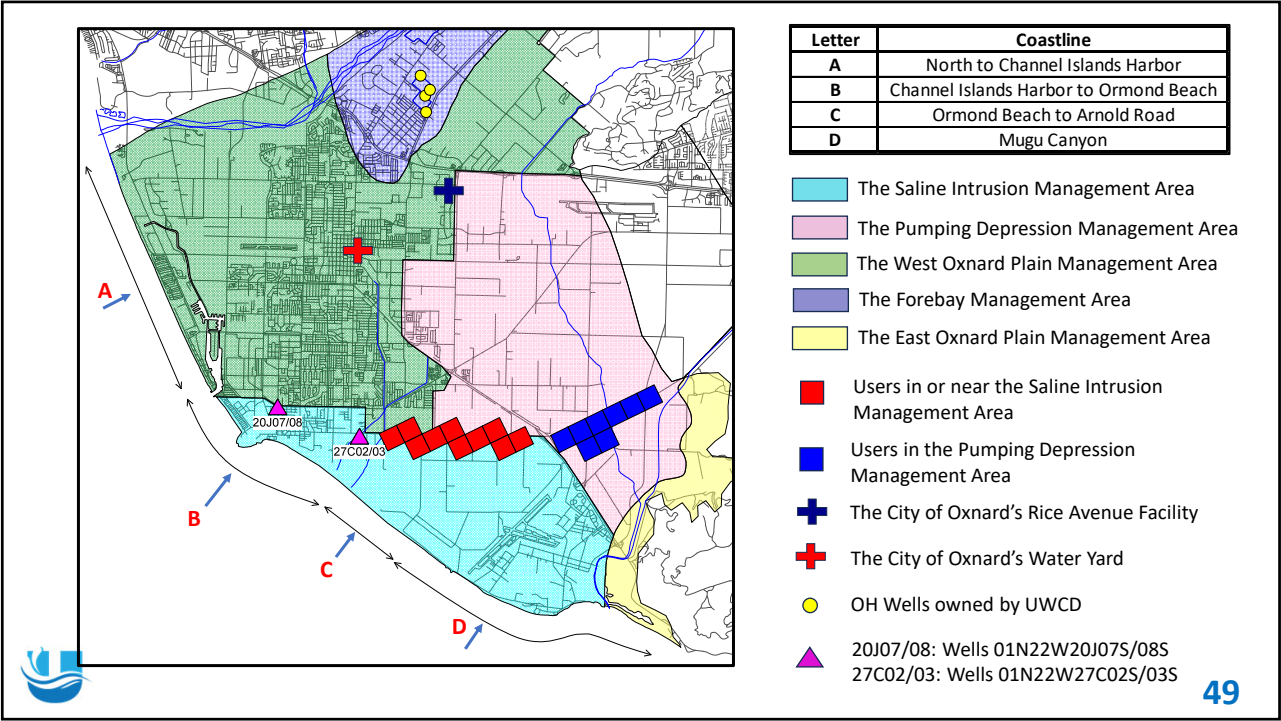 A
B
C
D
20J07/08
27C02/03
Letter Coastline
A North to Channel Islands Harbor
B Channel Islands Harbor to Ormond Beach
C Ormond Beach to Arnold Road
D Mugu Canyon
The Saline Intrusion Management Area
The Pumping Depression Management Area
The West Oxnard Plain Management Area
The Forebay Management Area
The East Oxnard Plain Management Area
Users in or near the Saline Intrusion
Management Area
Users in the Pumping Depression
Management Area
The City of Oxnard's Rice Avenue Facility
The City of Oxnard's Water Yard
OH Wells owned by UWCD
20J07/08: Wells 01N22W20J07S/08S
27C02/03: Wells 01N22W27C02S/03S
49